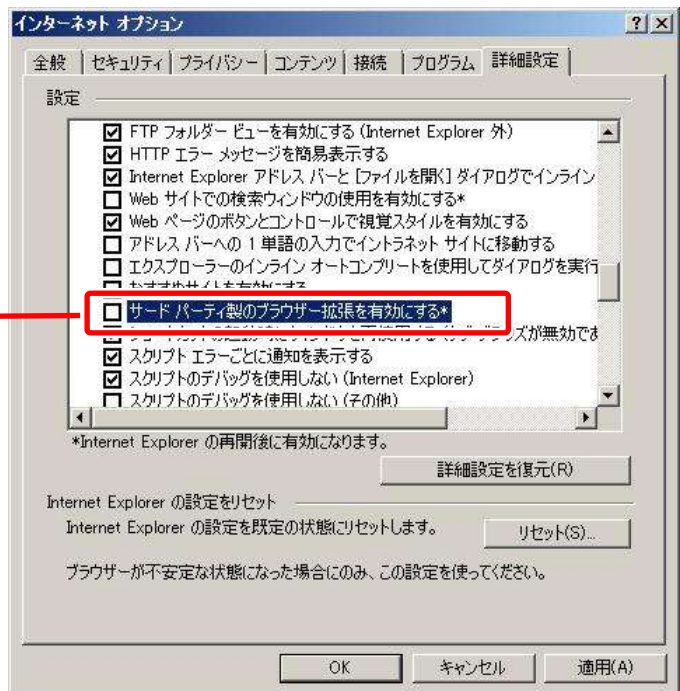 インターネット オプション
全般
セキュリティ
プライバシー
コンテンツ
接続
プログラム
詳細設定
設定
FTP フォルダー ビューを有効にする (Internet Explorer 外)
HTTP エラー メッセージを簡易表示する
Internet Explorer アドレス バーと [ファイルを開く] ダイアログでインライン
Web サイトでの検索ウィンドウの使用を有効にする*
Web ページのボタンとコントロールで視覚スタイルを有効にする
アドレス バーへの 1 単語の入力でイントラネット サイトに移動する
エクスプローラーのインライン オートコンプリートを使用してダイアログを実行
おすすめサイトを有効にする
サード パーティ製のブラウザー拡張を有効にする*
スクリプト エラーごとに通知を表示する
スクリプトのデバッグを使用しない (Internet Explorer)
スクリプトのデバッグを使用しない (その他)
*Internet Explorer の再開後に有効になります。
詳細設定を復元(R)
Internet Explorer の設定をリセット
Internet Explorer の設定を既定の状態にリセットします。
リセット(S)...
ブラウザーが不安定な状態になった場合にのみ、この設定を使ってください。
OK
キャンセル
適用(A)